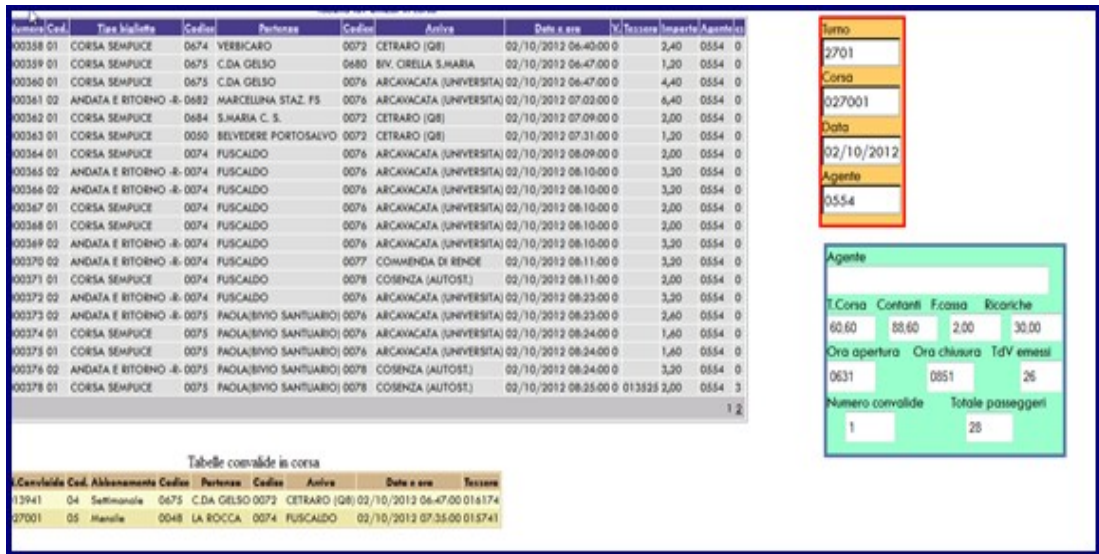 Numero Cod. Tipo biglietto Codice Partenza Codice Arrivo Data e ora V. Tessera Importo Agente
000358 01 CORSA SEMPLICE 0674 VERBICARO 0072 CETRARO (Q8) 02/10/2012 06:40:00 0 2,40 0554 0
000359 01 CORSA SEMPLICE 0675 C.DA GELSO 0680 BIV. CIRELLA S.MARIA 02/10/2012 06:47:00 0 1,20 0554 0
000360 01 CORSA SEMPLICE 0675 C.DA GELSO 0076 ARCAVACATA (UNIVERSITA) 02/10/2012 06:47:00 0 4,40 0554 0
000361 02 ANDATA E RITORNO -R- 0682 MARCELLINA STAZ. FS 0076 ARCAVACATA (UNIVERSITA) 02/10/2012 07:02:00 0 6,40 0554 0
000362 01 CORSA SEMPLICE 0684 S.MARIA C. S. 0072 CETRARO (Q8) 02/10/2012 07:09:00 0 2,00 0554 0
000363 01 CORSA SEMPLICE 0050 BELVEDERE PORTOSALVO 0072 CETRARO (Q8) 02/10/2012 07:31:00 0 1,20 0554 0
000364 01 CORSA SEMPLICE 0074 FUSCALDO 0076 ARCAVACATA (UNIVERSITA) 02/10/2012 08:09:00 0 2,00 0554 0
000365 02 ANDATA E RITORNO -R- 0074 FUSCALDO 0076 ARCAVACATA (UNIVERSITA) 02/10/2012 08:10:00 0 3,20 0554 0
000366 02 ANDATA E RITORNO -R- 0074 FUSCALDO 0076 ARCAVACATA (UNIVERSITA) 02/10/2012 08:10:00 0 3,20 0554 0
000367 01 CORSA SEMPLICE 0074 FUSCALDO 0076 ARCAVACATA (UNIVERSITA) 02/10/2012 08:10:00 0 2,00 0554 0
000368 01 CORSA SEMPLICE 0074 FUSCALDO 0076 ARCAVACATA (UNIVERSITA) 02/10/2012 08:10:00 0 2,00 0554 0
000369 02 ANDATA E RITORNO -R- 0074 FUSCALDO 0076 ARCAVACATA (UNIVERSITA) 02/10/2012 08:10:00 0 3,20 0554 0
000370 02 ANDATA E RITORNO -R- 0074 FUSCALDO 0077 COMMENDA DI RENDE 02/10/2012 08:11:00 0 3,20 0554 0
000371 01 CORSA SEMPLICE 0074 FUSCALDO 0078 COSENZA (AUTOST.) 02/10/2012 08:11:00 0 2,00 0554 0
000372 02 ANDATA E RITORNO -R- 0074 FUSCALDO 0076 ARCAVACATA (UNIVERSITA) 02/10/2012 08:23:00 0 3,20 0554 0
000373 02 ANDATA E RITORNO -R- 0075 PAOLA(BIVIO SANTUARIO) 0076 ARCAVACATA (UNIVERSITA) 02/10/2012 08:23:00 0 2,60 0554 0
000374 01 CORSA SEMPLICE 0075 PAOLA(BIVIO SANTUARIO) 0076 ARCAVACATA (UNIVERSITA) 02/10/2012 08:24:00 0 1,60 0554 0
000375 01 CORSA SEMPLICE 0075 PAOLA(BIVIO SANTUARIO) 0076 ARCAVACATA (UNIVERSITA) 02/10/2012 08:24:00 0 1,60 0554 0
000376 02 ANDATA E RITORNO -R- 0075 PAOLA(BIVIO SANTUARIO) 0078 COSENZA (AUTOST.) 02/10/2012 08:24:00 0 3,20 0554 0
000378 01 CORSA SEMPLICE 0075 PAOLA(BIVIO SANTUARIO) 0078 COSENZA (AUTOST.) 02/10/2012 08:25:00 0 013525 2,00 0554 3
1 2
Turno
2701
Corsa
027001
Data
02/10/2012
Agente
0554
Agente
T.Corsa Contanti F.cassa Ricariche
60,60 88,60 2,00 30,00
Ora apertura Ora chiusura TdV emessi
0631 0851 26
Numero convalide Totale passeggeri
1 28
Tabelle convalide in corsa
Cod. Abbonamento Codice Partenza Codice Arrivo Data e ora Tessera
13941 04 Settimanale 0675 C.DA GELSO 0072 CETRARO (Q8) 02/10/2012 06.47.00 016174
27001 05 Mensile 0048 LA ROCCA 0074 FUSCALDO 02/10/2012 07.35.00 015741